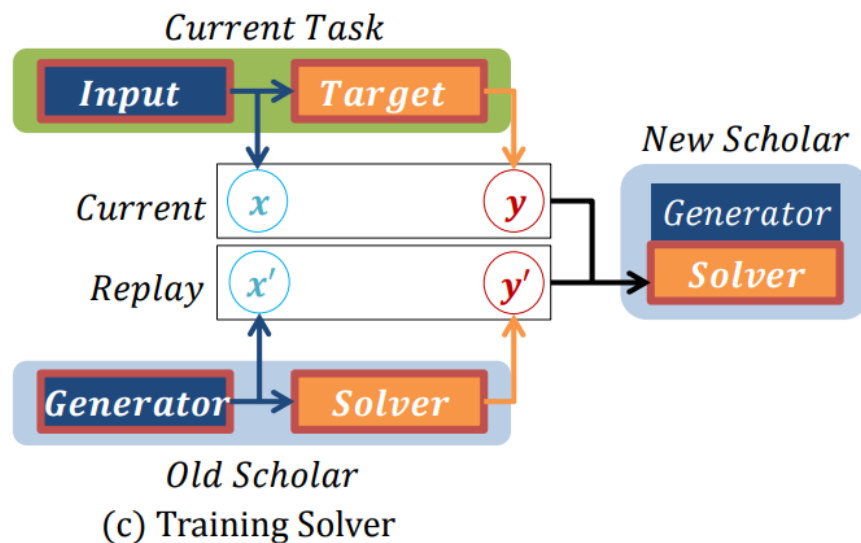 Current Task
Input
Target
New Scholar
Current
x
y
Generator
Replay
x′
y′
Solver
Generator
Solver
Old Scholar
(c) Training Solver